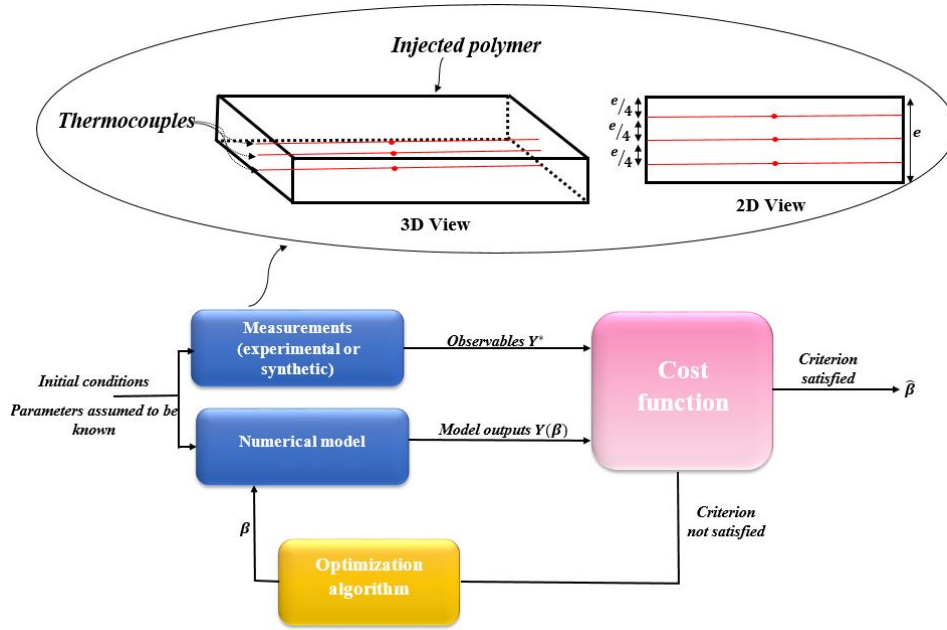 Injected polymer
Thermocouples
3D View
e/4
e/4
e/4
e
2D View
Measurements
(experimental or
synthetic)
Observables Y*
Initial conditions
Parameters assumed to be
known
Numerical model
Model outputs Y(β)
Cost
function
Criterion
satisfied
β̂
β
Criterion
not satisfied
Optimization
algorithm